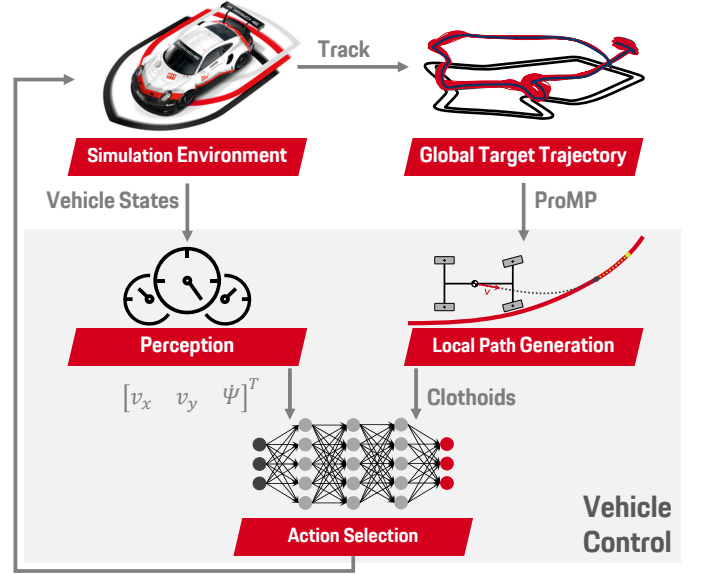 Track
Simulation Environment
Global Target Trajectory
Vehicle States
ProMP
v
Perception
Local Path Generation
[v_x v_y Ψ̇]^T
Clothoids
Action Selection
Vehicle
Control